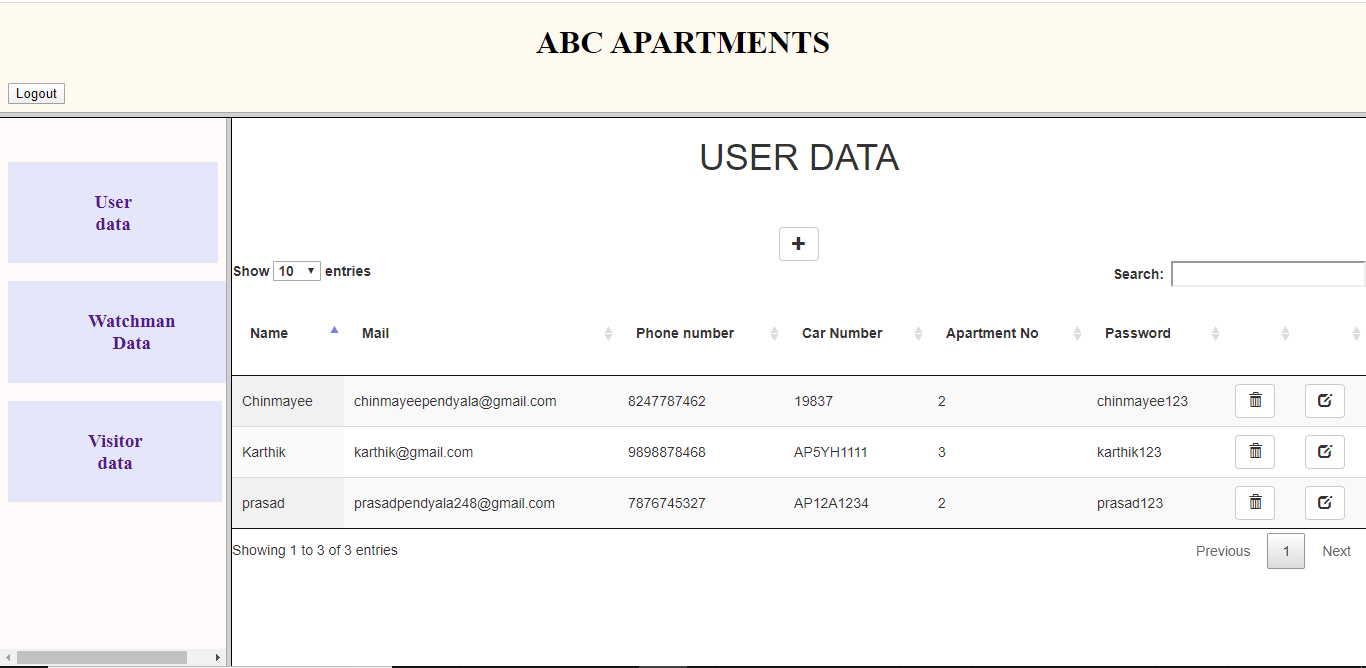 ABC APARTMENTS
Logout
User
data
Watchman
Data
Visitor
data
USER DATA
Show 10 entries
Search:
Name Mail Phone number Car Number Apartment No Password
Chinmayee chinmayeependyala@gmail.com 8247787462 19837 2 chinmayee123
Karthik karthik@gmail.com 9898878468 AP5YH1111 3 karthik123
prasad prasadpendyala248@gmail.com 7876745327 AP12A1234 2 prasad123
Showing 1 to 3 of 3 entries
Previous 1 Next